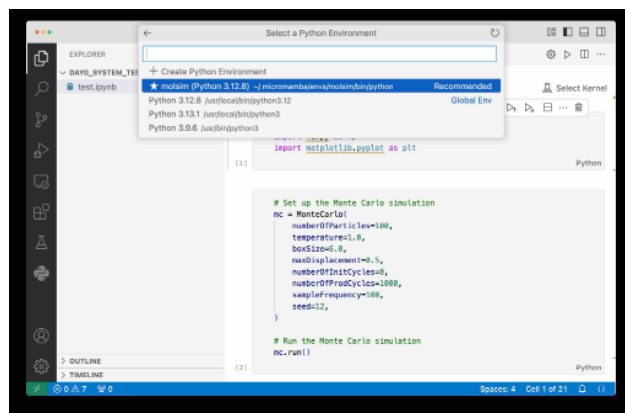 Select a Python Environment
EXPLORER
+ Create Python Environment
DAY0_SYSTEM_TES
★ molsim (Python 3.12.8) ~/.micromamba/envs/molsim/bin/python Recommended
test.ipynb
Select Kernel
Python 3.12.8 /usr/local/bin/python3.12 Global Env
Python 3.13.1 /usr/local/bin/python3
Python 3.9.6 /usr/bin/python3
import matplotlib.pyplot as plt
[1] Python
# Set up the Monte Carlo simulation
mc = MonteCarlo(
numberOfParticles=100,
temperature=1.0,
boxSize=6.0,
maxDisplacement=0.5,
numberOfInitCycles=0,
numberOfProdCycles=1000,
sampleFrequency=100,
seed=12,
)
# Run the Monte Carlo simulation
mc.run()
[2] Python
OUTLINE
TIMELINE
0 7 0 Spaces: 4 Cell 1 of 21